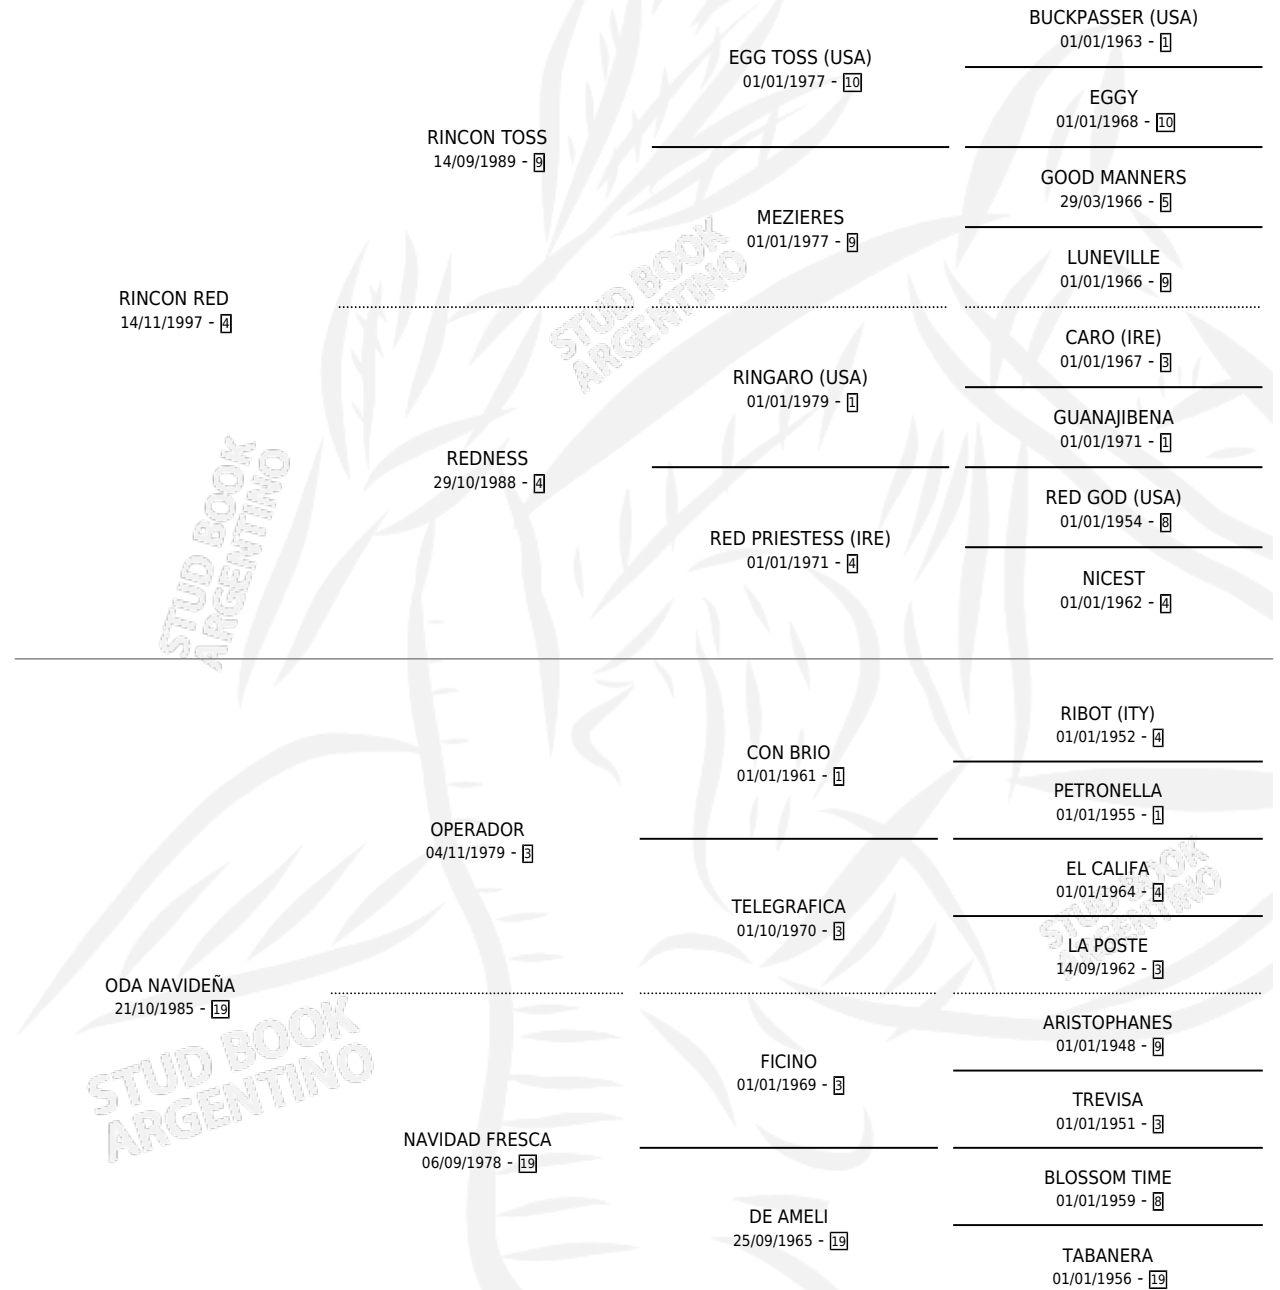 BUCKPASSER (USA)
01/01/1963 - 1
EGG TOSS (USA)
01/01/1977 - 10
EGGY
01/01/1968 - 10
RINCON TOSS
14/09/1989 - 9
GOOD MANNERS
29/03/1966 - 5
MEZIERES
01/01/1977 - 9
LUNEVILLE
01/01/1966 - 9
RINCON RED
14/11/1997 - 4
CARO (IRE)
01/01/1967 - 3
RINGARO (USA)
01/01/1979 - 1
GUANAJIBENA
01/01/1971 - 1
REDNESS
29/10/1988 - 4
RED GOD (USA)
01/01/1954 - 8
RED PRIESTESS (IRE)
01/01/1971 - 4
NICEST
01/01/1962 - 4
RIBOT (ITY)
01/01/1952 - 4
CON BRIO
01/01/1961 - 1
PETRONELLA
01/01/1955 - 1
OPERADOR
04/11/1979 - 3
EL CALIFA
01/01/1964 - 4
TELEGRAFICA
01/10/1970 - 3
LA POSTE
14/09/1962 - 3
ODA NAVIDEÑA
21/10/1985 - 19
ARISTOPHANES
01/01/1948 - 9
FICINO
01/01/1969 - 3
TREVISA
01/01/1951 - 3
NAVIDAD FRESCA
06/09/1978 - 19
BLOSSOM TIME
01/01/1959 - 8
DE AMELI
25/09/1965 - 19
TABANERA
01/01/1956 - 19
STUD BOOK
ARGENTINO
STUD BOOK
ARGENTINO
STUD BOOK
ARGENTINO
STUD BOOK
ARGENTINO